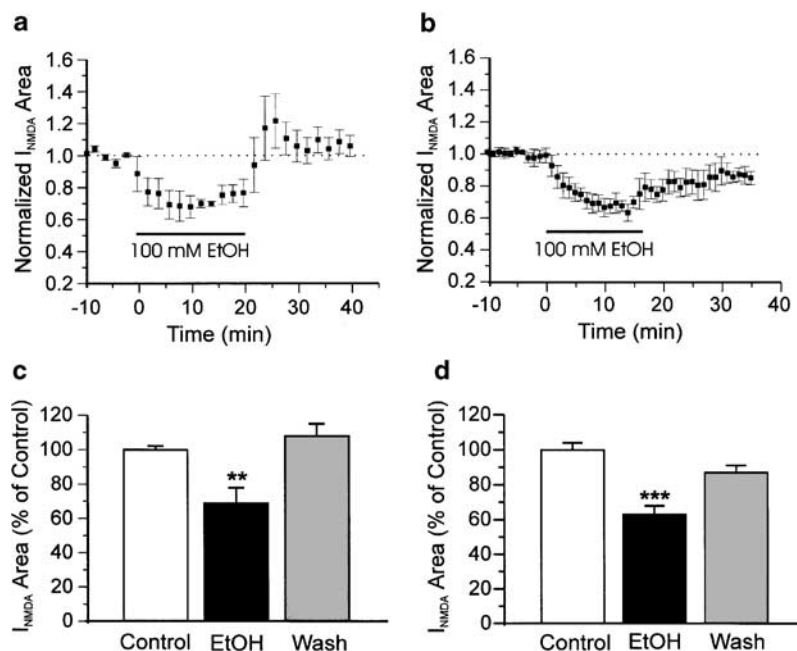 a
Normalized I_NMDA Area
1.6
1.4
1.2
1.0
0.8
0.6
0.4
0.2
100 mM EtOH
-10 0 10 20 30 40
Time (min)
b
Normalized I_NMDA Area
1.6
1.4
1.2
1.0
0.8
0.6
0.4
0.2
100 mM EtOH
-10 0 10 20 30 40
Time (min)
c
I_NMDA Area (% of Control)
120
100
80
60
40
20
0
**
Control EtOH Wash
d
I_NMDA Area (% of Control)
120
100
80
60
40
20
0
***
Control EtOH Wash